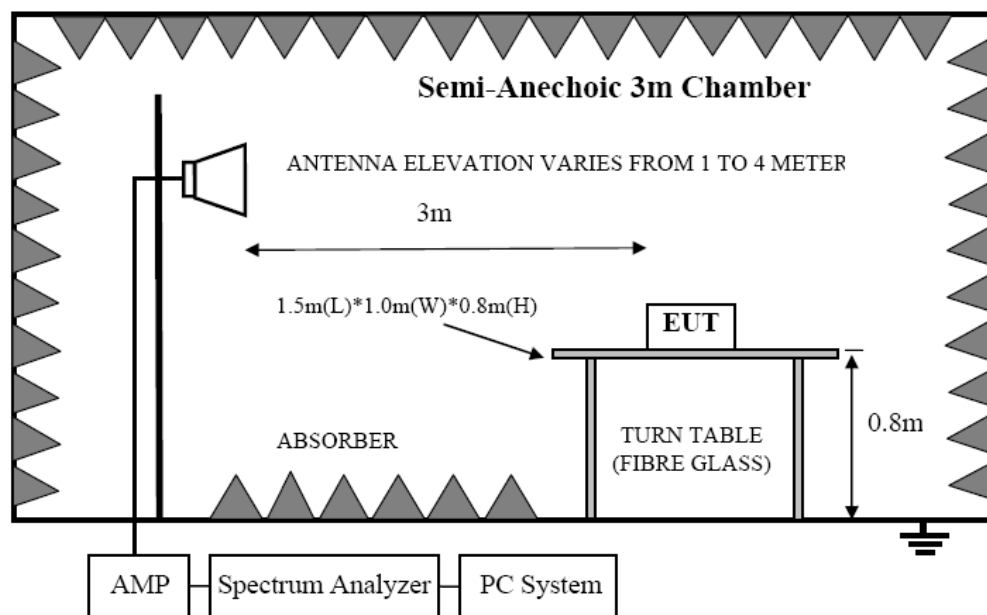 Semi-Anechoic 3m Chamber
ANTENNA ELEVATION VARIES FROM 1 TO 4 METER
3m
1.5m(L)*1.0m(W)*0.8m(H)
EUT
0.8m
ABSORBER
TURN TABLE
(FIBRE GLASS)
AMP
Spectrum Analyzer
PC System